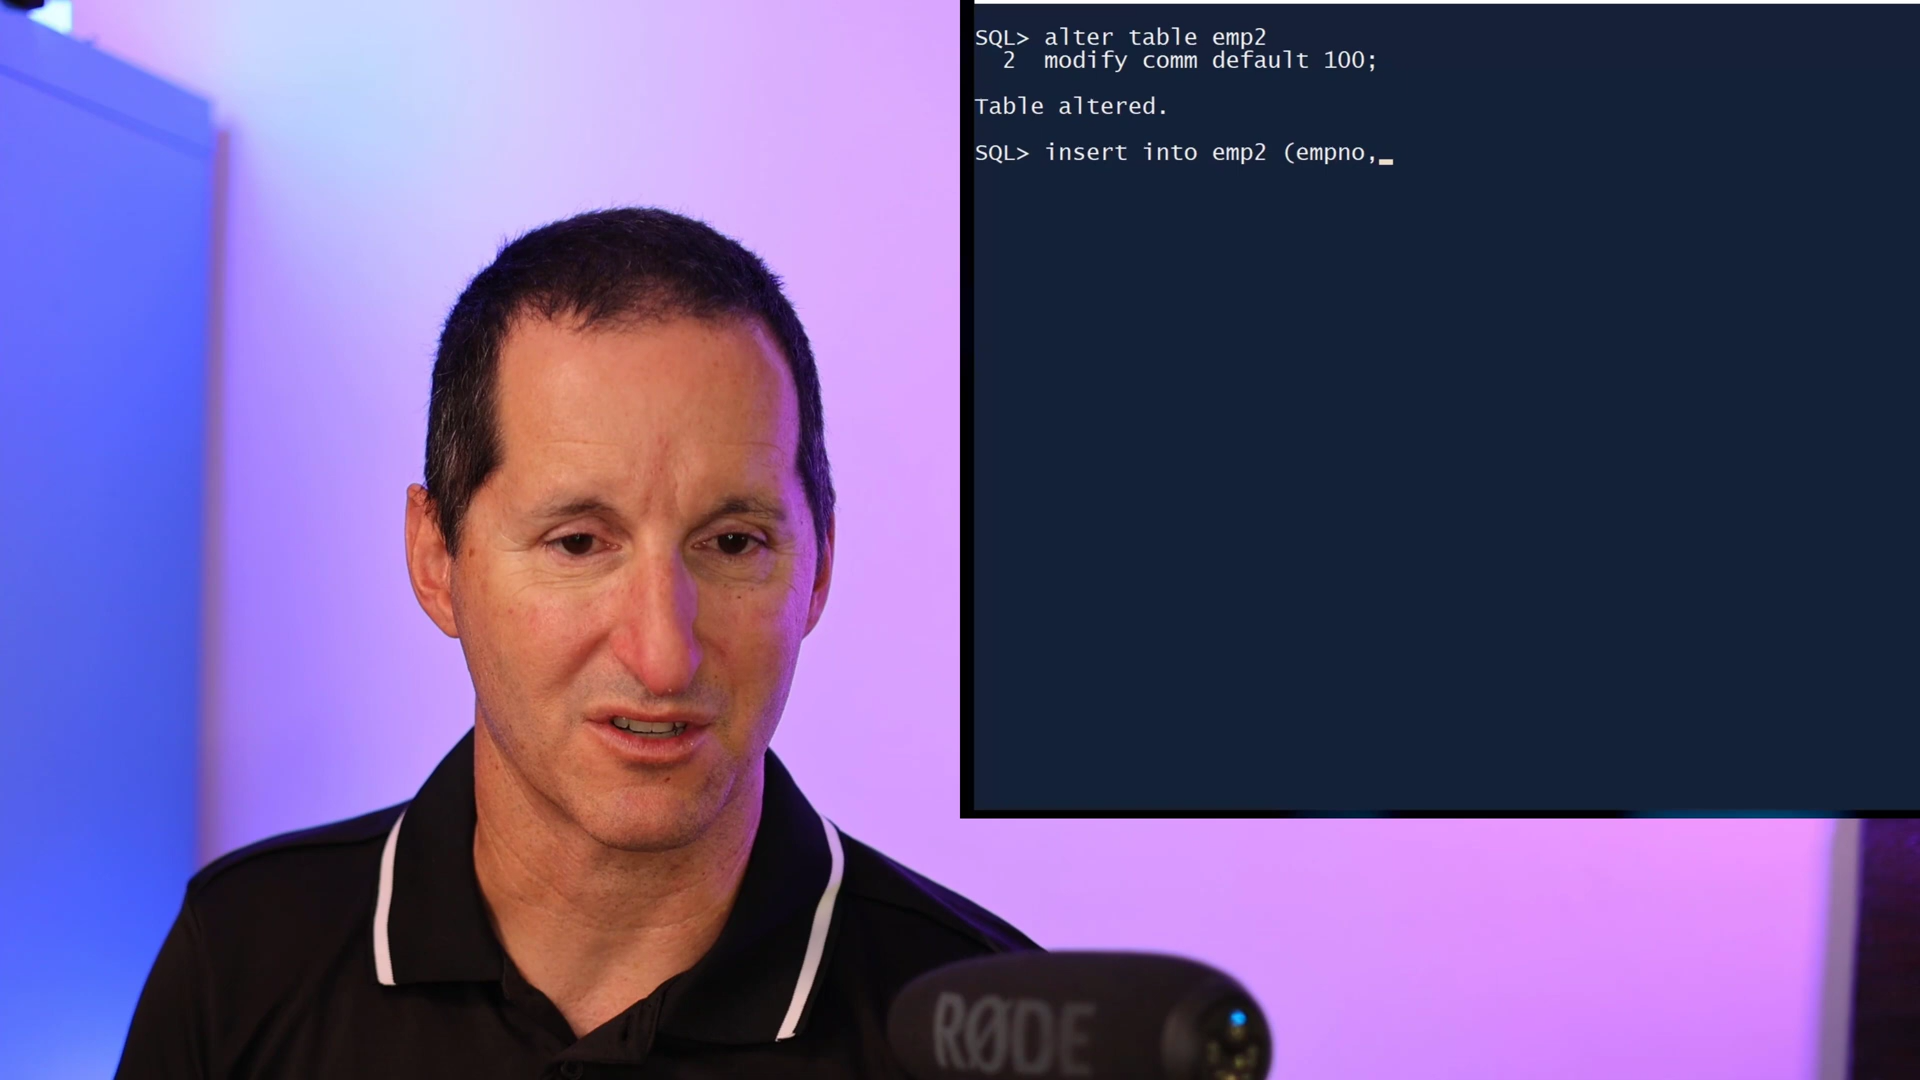 SQL> alter table emp2
  2  modify comm default 100;
Table altered.
SQL> insert into emp2 (empno,
RØDE